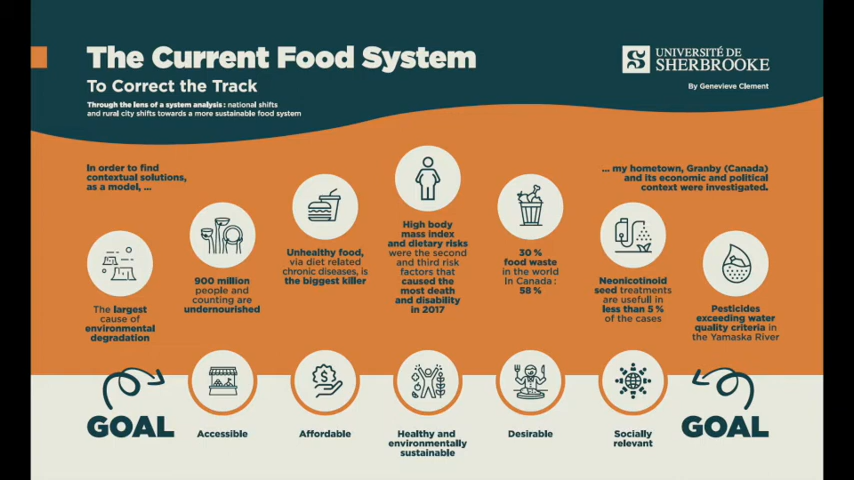 The Current Food System
To Correct the Track
Through the lens of a system analysis : national shifts
and rural city shifts towards a more sustainable food system
UNIVERSITÉ DE
SHERBROOKE
By Genevieve Clement
In order to find
contextual solutions,
as a model, ...
... my hometown, Granby (Canada)
and its economic and political
context were investigated.
The largest
cause of
environmental
degradation
900 million
people and
counting are
undernourished
Unhealthy food,
via diet related
chronic diseases, is
the biggest killer
High body
mass index
and dietary risks
were the second
and third risk
factors that
caused the
most death
and disability
in 2017
30 %
food waste
in the world
In Canada :
58 %
Neonicotinoid
seed treatments
are usefull in
less than 5 %
of the cases
Pesticides
exceeding water
quality criteria in
the Yamaska River
GOAL
Accessible
Affordable
Healthy and
environmentally
sustainable
Desirable
Socially
relevant
GOAL